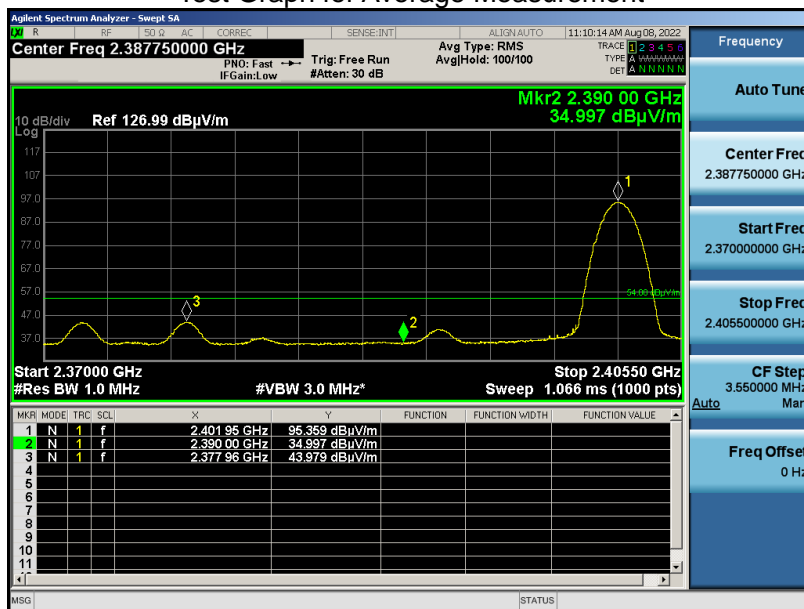 Test Graph for Average Measurement
Agilent Spectrum Analyzer - Swept SA
LXI R RF 50 Ω AC CORREC SENSE:INT ALIGN AUTO 11:10:14 AM Aug 08, 2022
Center Freq 2.387750000 GHz
PNO: Fast
IFGain:Low
Trig: Free Run
#Atten: 30 dB
Avg Type: RMS
Avg|Hold: 100/100
TRACE 1 2 3 4 5 6
TYPE A WWWWW
DET A N N N N N
Mkr2 2.390 00 GHz
34.997 dBµV/m
10 dB/div Ref 126.99 dBµV/m
Log
117
107
97.0
87.0
77.0
67.0
57.0
47.0
37.0
1
2
3
54.00 dBµV/m
Start 2.37000 GHz Stop 2.40550 GHz
#Res BW 1.0 MHz #VBW 3.0 MHz* Sweep 1.066 ms (1000 pts)
MKR MODE TRC SCL X Y FUNCTION FUNCTION WIDTH FUNCTION VALUE
1 N 1 f 2.401 95 GHz 95.359 dBµV/m
2 N 1 f 2.390 00 GHz 34.997 dBµV/m
3 N 1 f 2.377 96 GHz 43.979 dBµV/m
4
5
6
7
8
9
10
11
MSG STATUS
Frequency
Auto Tune
Center Freq
2.387750000 GHz
Start Freq
2.370000000 GHz
Stop Freq
2.405500000 GHz
CF Step
3.550000 MHz
Auto Man
Freq Offset
0 Hz